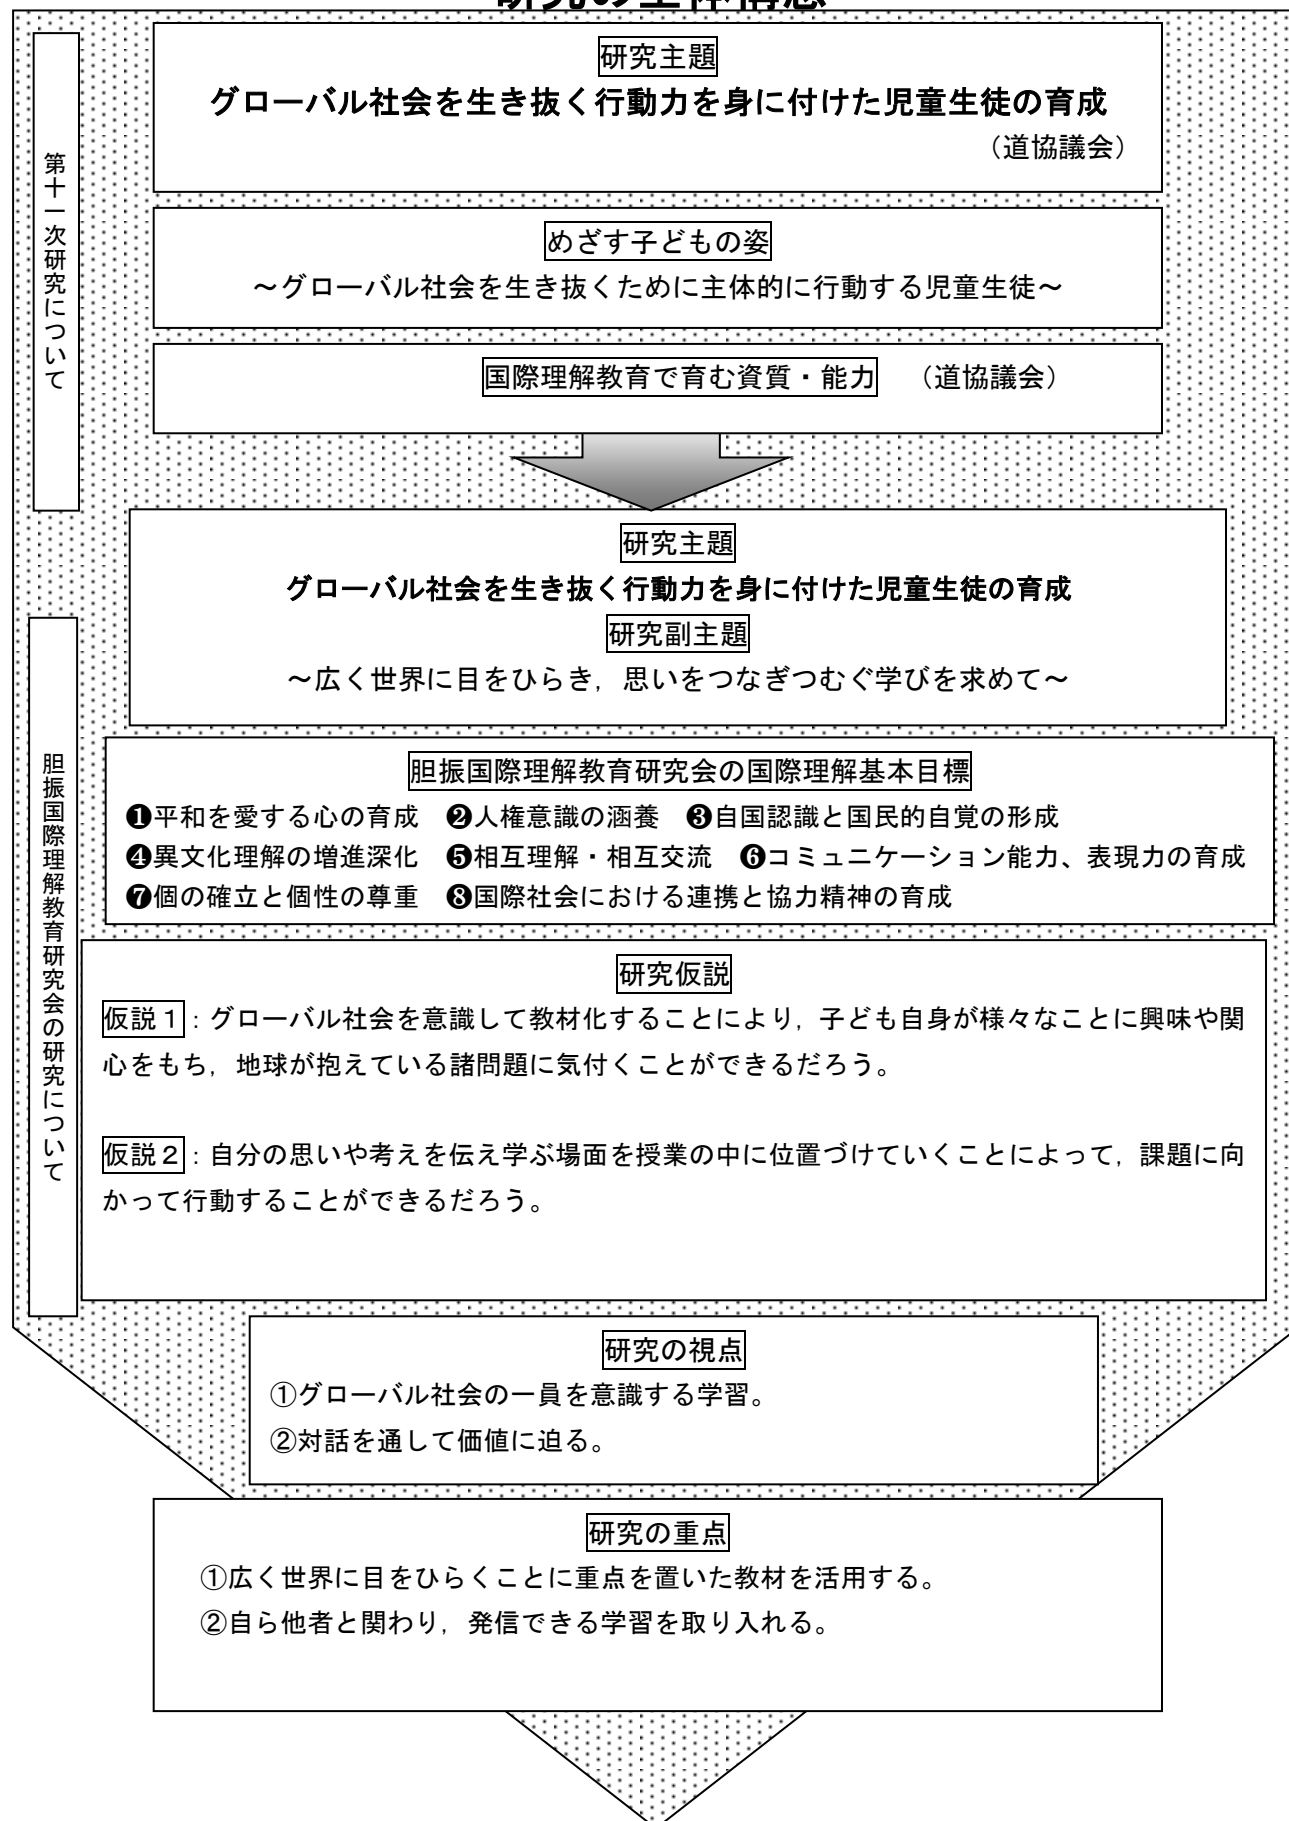 研究の全体構想
第十一次研究について
研究主題
グローバル社会を生き抜く行動力を身に付けた児童生徒の育成
（道協議会）
めざす子どもの姿
～グローバル社会を生き抜くために主体的に行動する児童生徒～
国際理解教育で育む資質・能力　（道協議会）
胆振国際理解教育研究会の研究について
研究主題
グローバル社会を生き抜く行動力を身に付けた児童生徒の育成
研究副主題
～広く世界に目をひらき，思いをつなぎつむぐ学びを求めて～
胆振国際理解教育研究会の国際理解基本目標
❶平和を愛する心の育成　❷人権意識の涵養　❸自国認識と国民的自覚の形成
❹異文化理解の増進深化　❺相互理解・相互交流　❻コミュニケーション能力、表現力の育成
❼個の確立と個性の尊重　❽国際社会における連携と協力精神の育成
研究仮説
仮説１：グローバル社会を意識して教材化することにより，子ども自身が様々なことに興味や関
心をもち，地球が抱えている諸問題に気付くことができるだろう。
仮説２：自分の思いや考えを伝え学ぶ場面を授業の中に位置づけていくことによって，課題に向
かって行動することができるだろう。
研究の視点
①グローバル社会の一員を意識する学習。
②対話を通して価値に迫る。
研究の重点
①広く世界に目をひらくことに重点を置いた教材を活用する。
②自ら他者と関わり，発信できる学習を取り入れる。